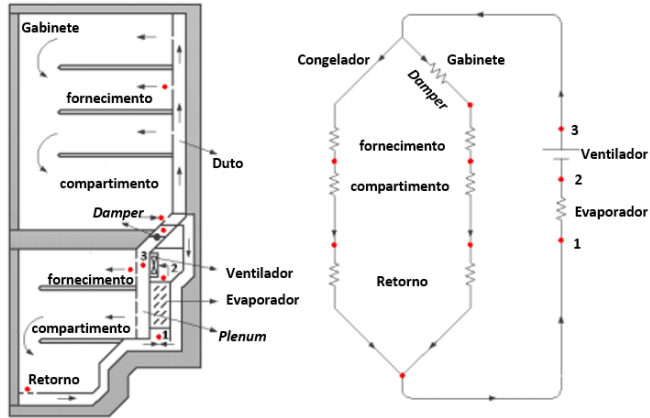 Gabinete
fornecimento
compartimento
Duto
Damper
3
2
Ventilador
fornecimento
Evaporador
compartimento
1
Plenum
Retorno
Congelador
Gabinete
Damper
fornecimento
compartimento
Retorno
3
Ventilador
2
Evaporador
1